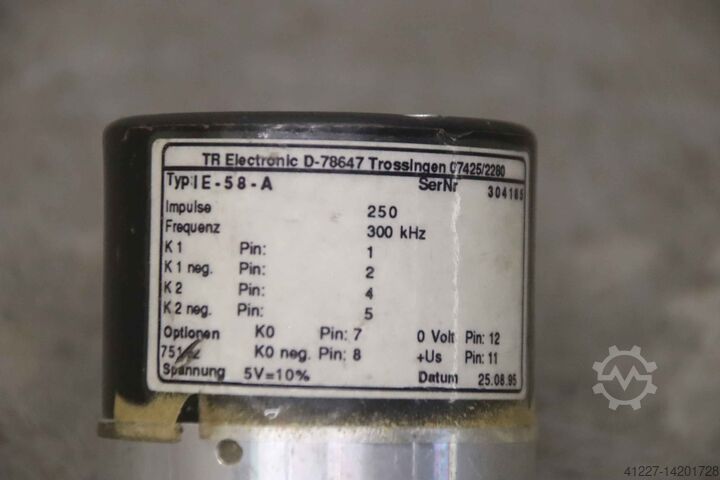 TR Electronic D-78647 Trossingen 07425/2280
Typ: IE-58-A SerNr 304185
Impulse 250
Frequenz 300 kHz
K1 Pin: 1
K1 neg. Pin: 2
K2 Pin: 4
K2 neg. Pin: 5
Optionen K0 Pin: 7 0 Volt Pin: 12
K0 neg. Pin: 8 +Us Pin: 11
Spannung 5V=10% Datum 25.08.95
41227-14201728